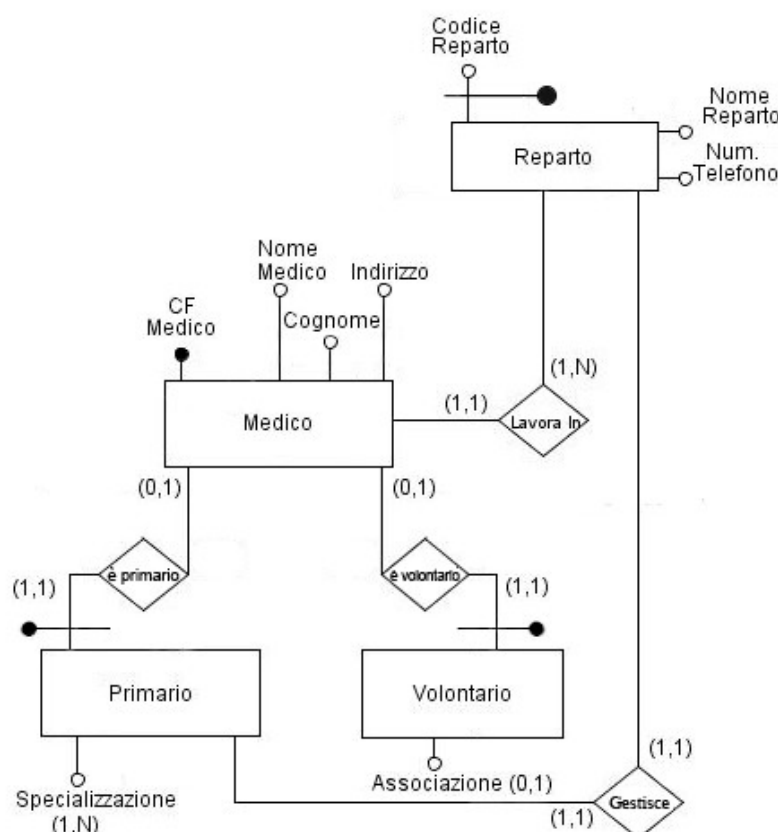 Codice
Reparto
Nome
Reparto
Num.
Telefono
Reparto
Nome
Medico
Indirizzo
CF
Medico
Cognome
(1,N)
(1,1)
Lavora In
Medico
(0,1)
(0,1)
è primario
è volontario
(1,1)
(1,1)
Primario
Volontario
(1,1)
Specializzazione
(1,N)
Associazione (0,1)
(1,1)
Gestisce